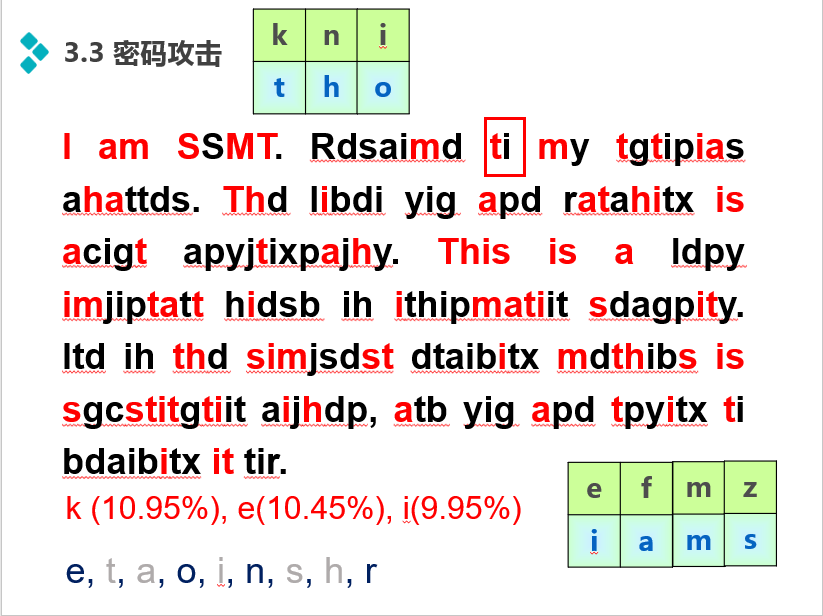 k n i
3.3 密码攻击
t h o
I am SSMT. Rdsaimd ti my tgtipias
ahattds. Thd libdi yig apd ratahitx is
acigt apyjtixpajhy. This is a ldpy
imjiptatt hidsb ih ithipmatiit sdagpity.
Itd ih thd simjsdst dtaibitx mdthibs is
sgcstitgtiit aijhdp, atb yig apd tpyitx ti
bdaibitx it tir.
k (10.95%), e(10.45%), i(9.95%)
e f m z
i a m s
e, t, a, o, i, n, s, h, r